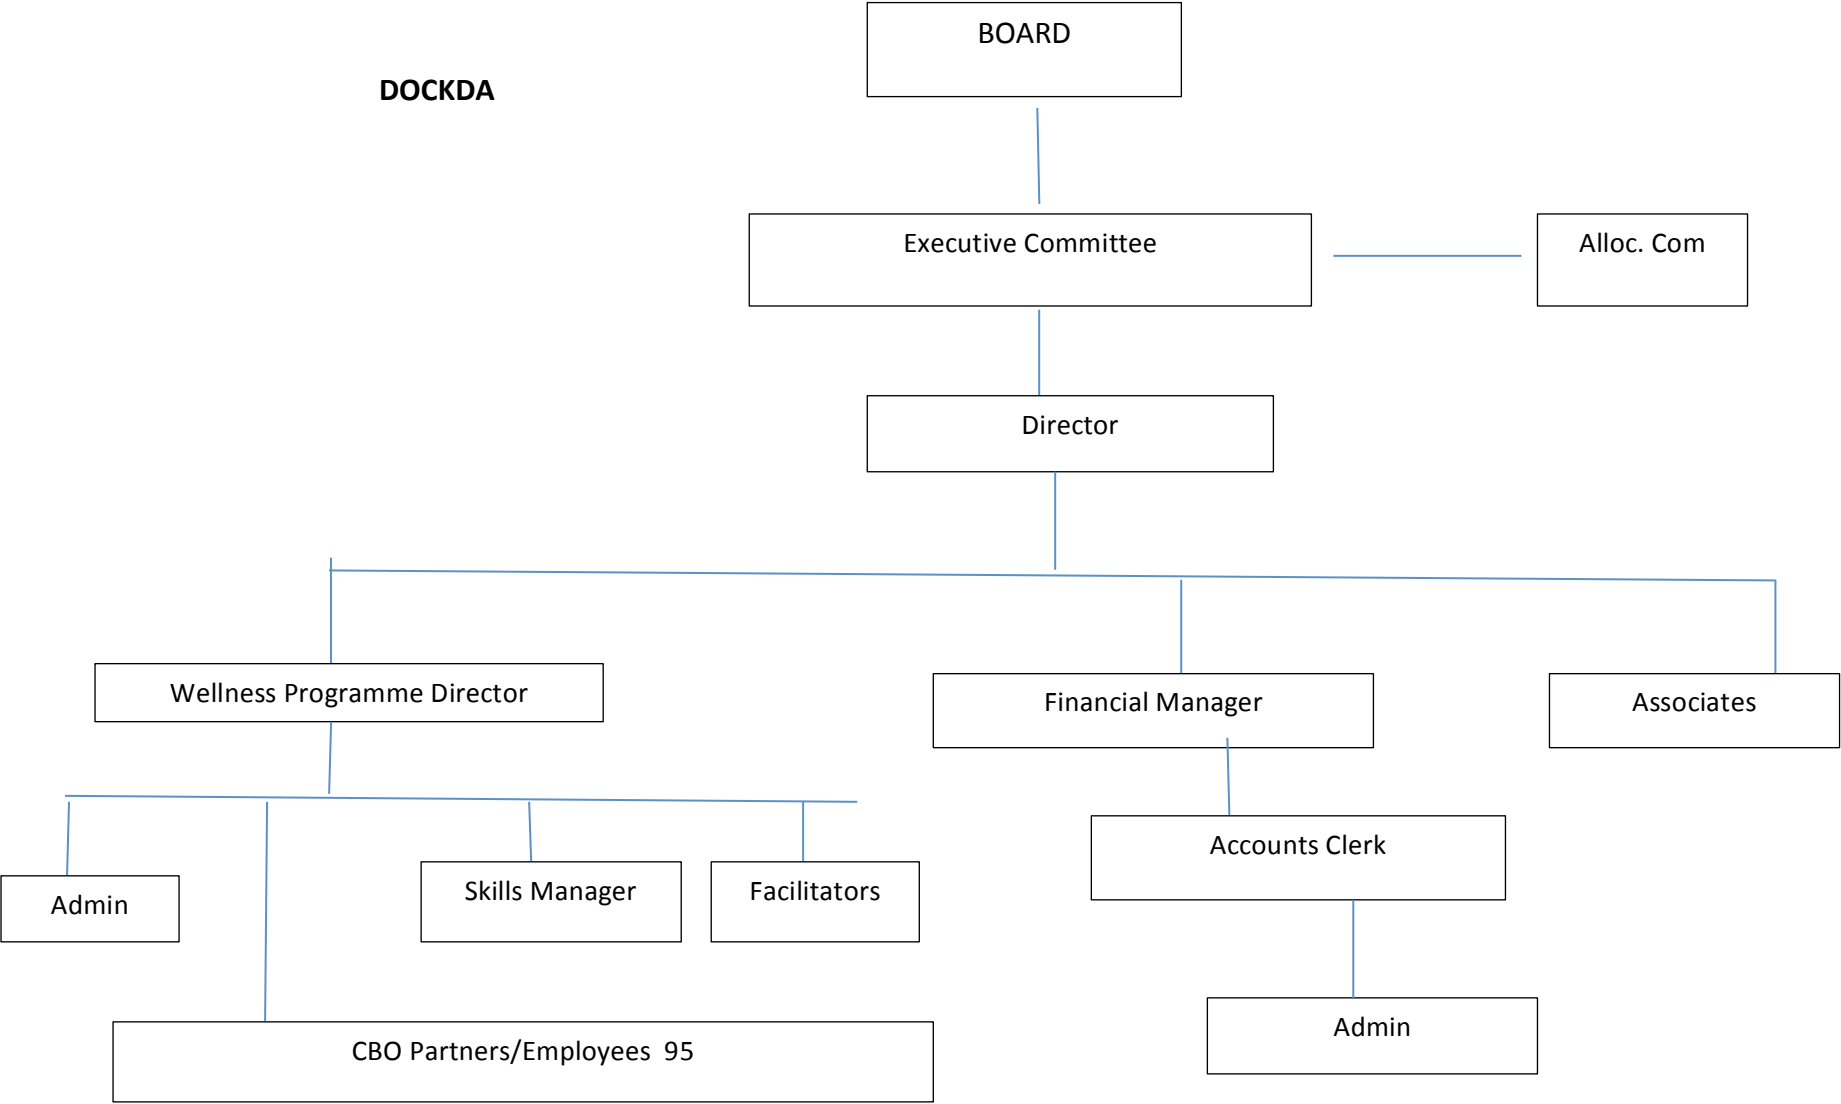 BOARD
DOCKDA
Executive Committee
Alloc. Com
Director
Wellness Programme Director
Financial Manager
Associates
Accounts Clerk
Admin
Skills Manager
Facilitators
Admin
CBO Partners/Employees  95